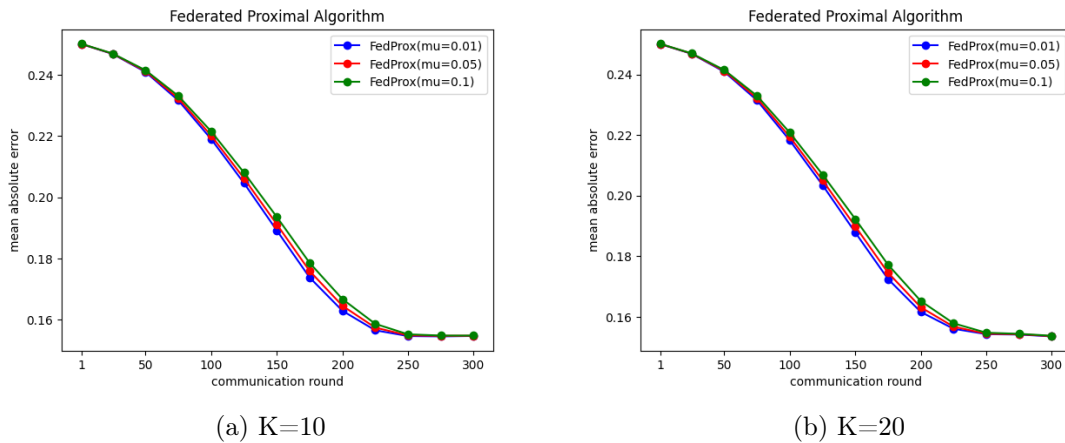 Federated Proximal Algorithm
FedProx(mu=0.01)
FedProx(mu=0.05)
FedProx(mu=0.1)
mean absolute error
0.24
0.22
0.20
0.18
0.16
1 50 100 150 200 250 300
communication round
(a) K=10
Federated Proximal Algorithm
FedProx(mu=0.01)
FedProx(mu=0.05)
FedProx(mu=0.1)
mean absolute error
0.24
0.22
0.20
0.18
0.16
1 50 100 150 200 250 300
communication round
(b) K=20